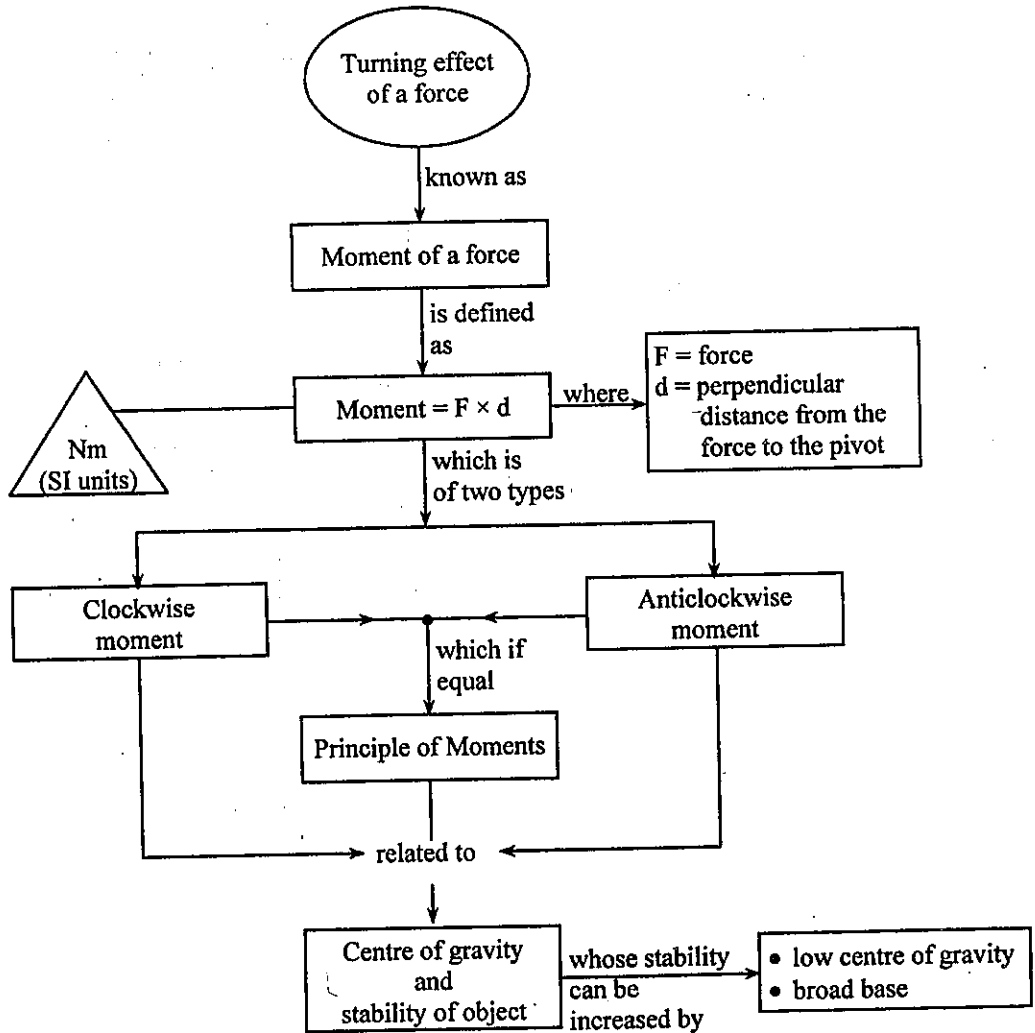 Turning effect
of a force
known as
Moment of a force
is defined
as
Moment = F × d
where
F = force
d = perpendicular
distance from the
force to the pivot
Nm
(SI units)
which is
of two types
Clockwise
moment
Anticlockwise
moment
which if
equal
Principle of Moments
related to
Centre of gravity
and
stability of object
whose stability
can be
increased by
• low centre of gravity
• broad base